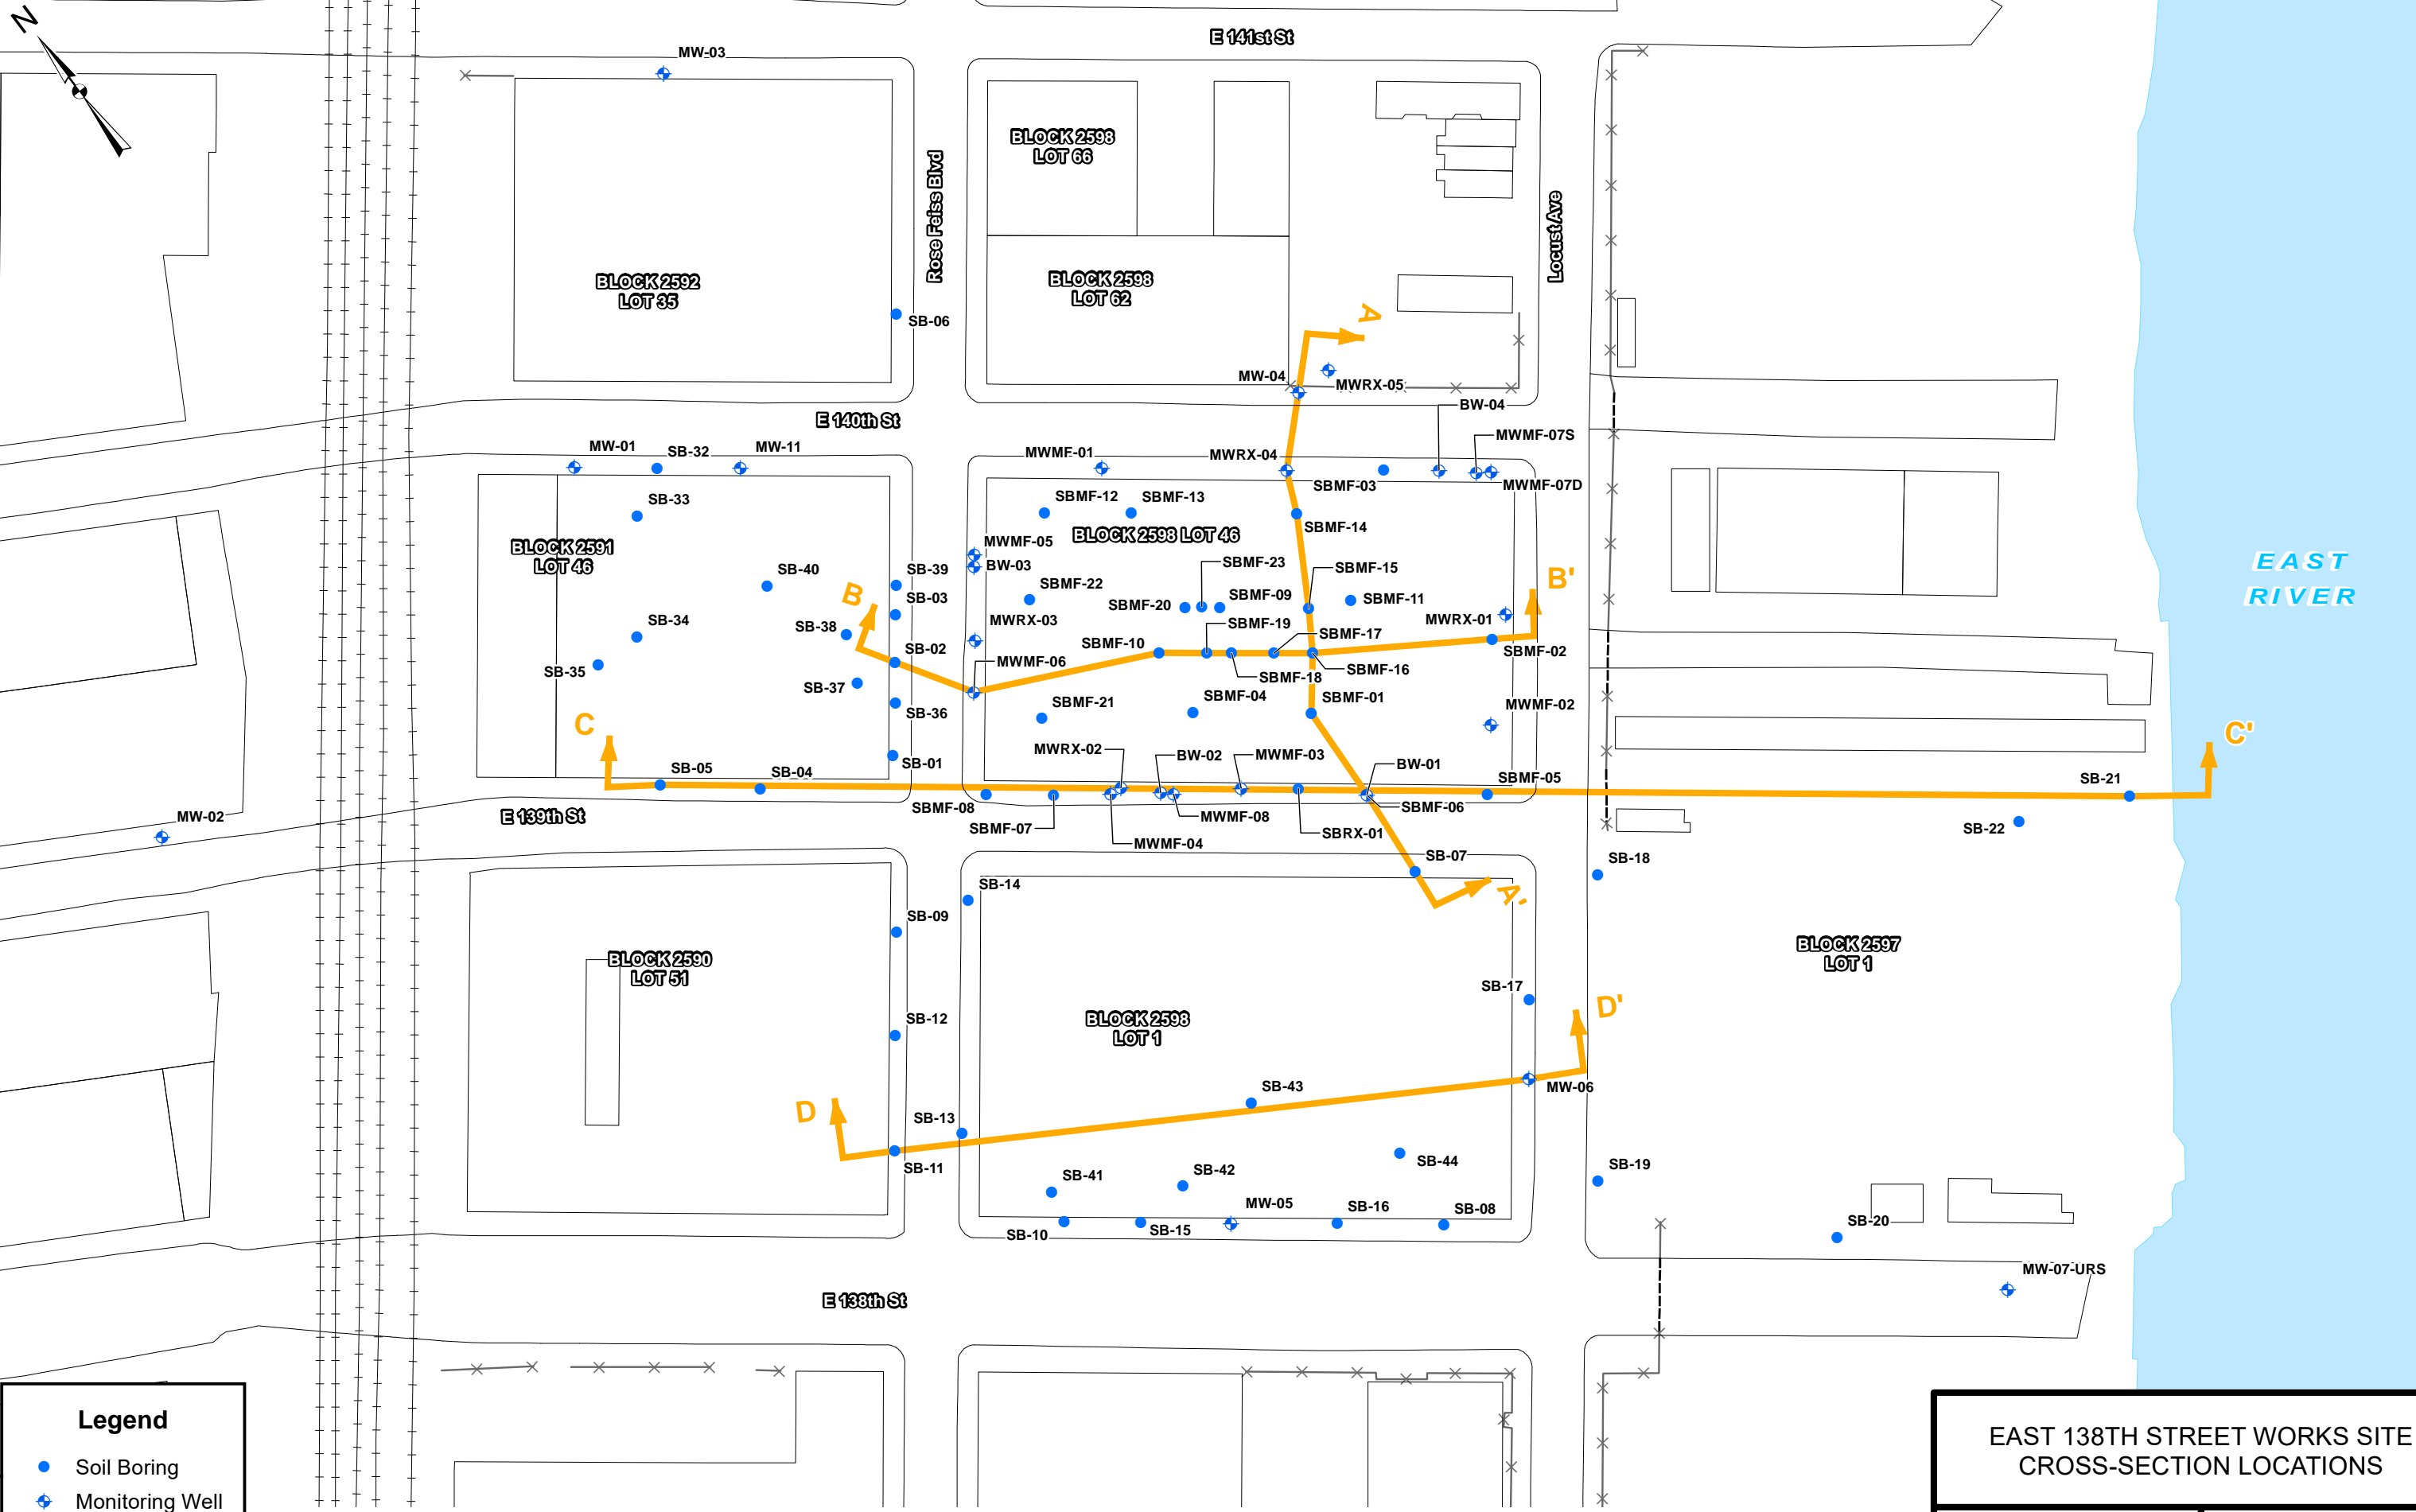 N
MW-03
E 141st St
BLOCK 2598
LOT 66
Rose Feiss Blvd
Locust Ave
BLOCK 2592
LOT 35
BLOCK 2598
LOT 62
SB-06
A
MW-04
MWRX-05
BW-04
E 140th St
MW-01
SB-32
MW-11
MWMF-01
MWRX-04
MWMF-07S
SBMF-03
MWMF-07D
SB-33
SBMF-12
SBMF-13
SBMF-14
BLOCK 2598 LOT 46
BLOCK 2591
LOT 46
MWMF-05
BW-03
SBMF-23
SBMF-15
EAST
RIVER
SB-40
SB-39
SB-03
B
B'
SBMF-22
SBMF-20
SBMF-09
SBMF-11
SB-34
SB-38
MWRX-03
SBMF-19
MWRX-01
SBMF-17
SBMF-10
SB-02
SB-35
MWMF-06
SBMF-18
SBMF-16
SBMF-02
SB-37
SB-36
SBMF-21
SBMF-04
SBMF-01
MWMF-02
C
C'
SB-01
MWRX-02
BW-02
MWMF-03
BW-01
SBMF-05
SB-05
SB-04
SB-21
SBMF-08
SBMF-06
MW-02
E 139th St
SBMF-07
MWMF-08
SBRX-01
MWMF-04
SB-22
SB-07
SB-18
SB-14
A'
SB-09
BLOCK 2590
LOT 51
BLOCK 2597
LOT 1
SB-17
SB-12
BLOCK 2598
LOT 1
D'
SB-43
MW-06
D
SB-13
SB-11
SB-44
SB-19
SB-41
SB-42
MW-05
SB-16
SB-08
SB-10
SB-15
SB-20
MW-07-URS
E 138th St
Legend
Soil Boring
Monitoring Well
EAST 138TH STREET WORKS SITE
CROSS-SECTION LOCATIONS